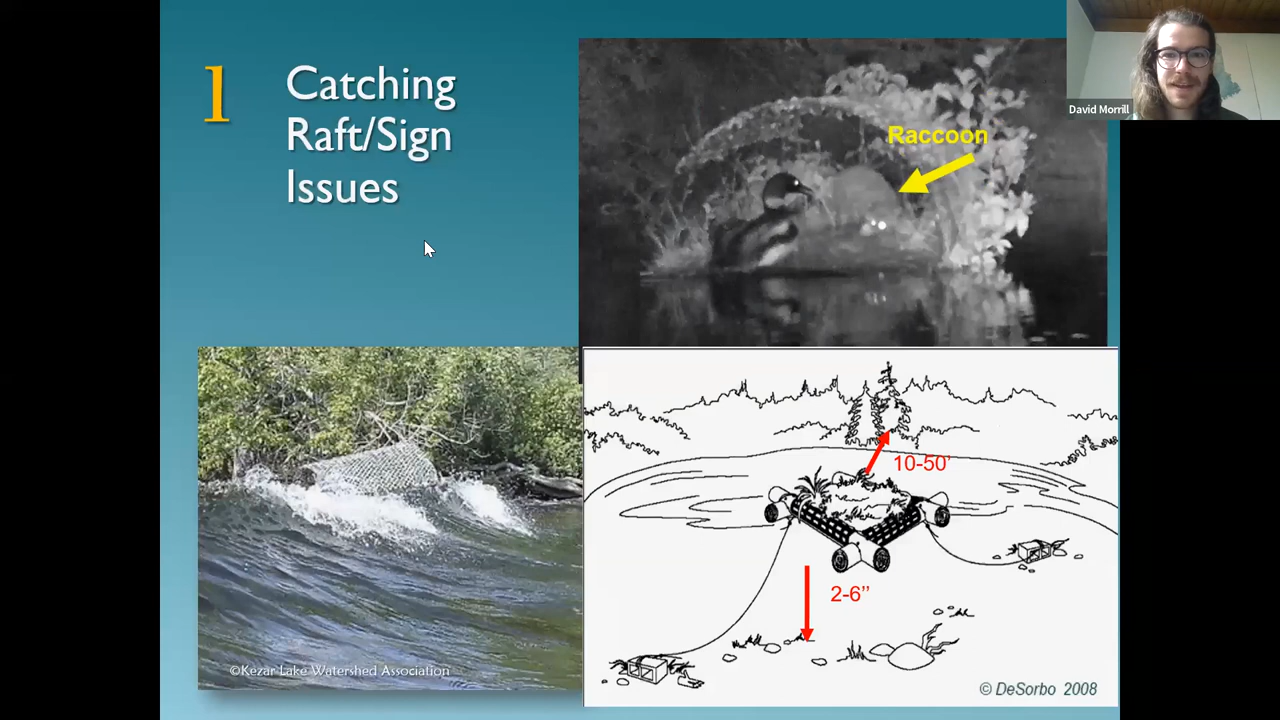 1
Catching
Raft/Sign
Issues
Raccoon
David Morrill
10-50'
2-6"
©Kezar Lake Watershed Association
© DeSorbo 2008